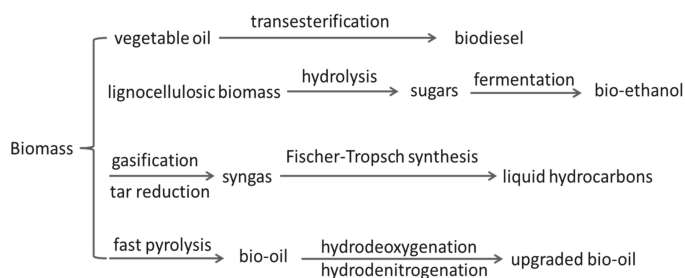 transesterification
vegetable oil biodiesel
hydrolysis fermentation
lignocellulosic biomass sugars bio-ethanol
Biomass
gasification Fischer-Tropsch synthesis
syngas liquid hydrocarbons
tar reduction
fast pyrolysis hydrodeoxygenation
bio-oil upgraded bio-oil
hydrodenitrogenation